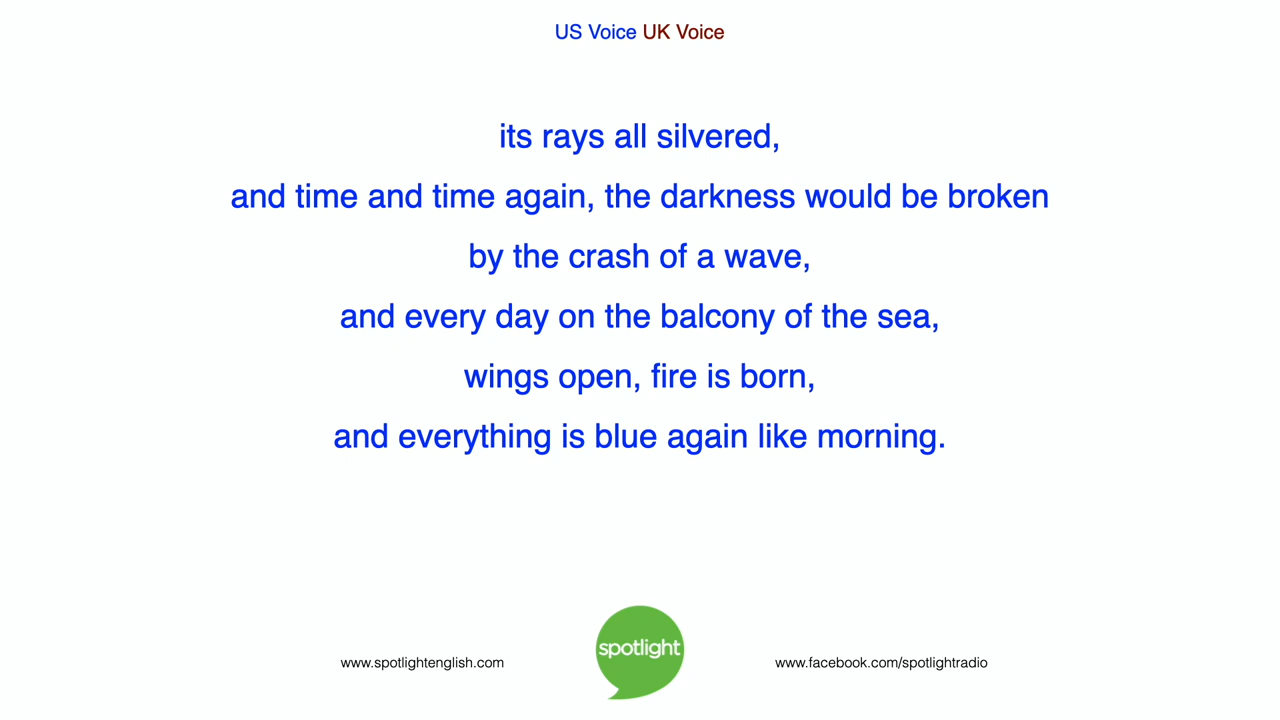 US Voice UK Voice
its rays all silvered,
and time and time again, the darkness would be broken
by the crash of a wave,
and every day on the balcony of the sea,
wings open, fire is born,
and everything is blue again like morning.
spotlight
www.spotlightenglish.com
www.facebook.com/spotlightradio